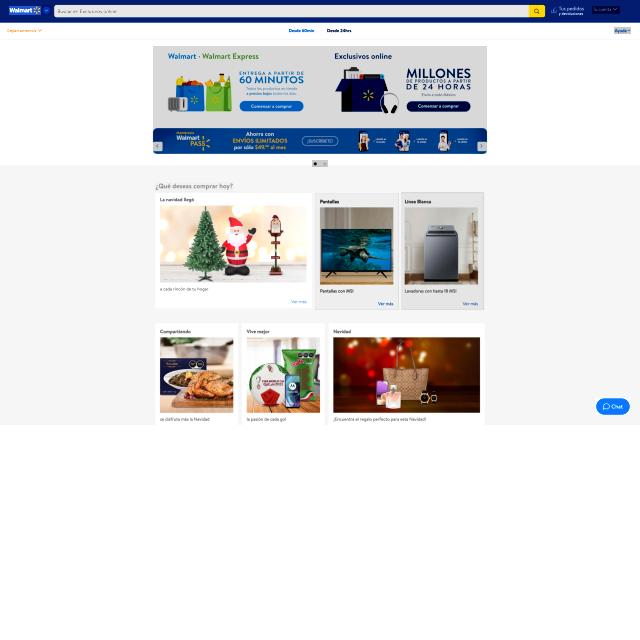 Walmart
Buscar en Exclusivos online
Tus pedidos
y devoluciones
Tu cuenta
Departamentos
Desde 60min
Desde 24hrs
Ayuda
Walmart · Walmart Express
ENTREGA A PARTIR DE
60 MINUTOS
Todos los productos en tienda
a precios bajos todos los días
Comenzar a comprar
Exclusivos online
MILLONES
DE PRODUCTOS A PARTIR
DE 24 HORAS
Comenzar a comprar
Walmart
PASS
Ahorra con
ENVÍOS ILIMITADOS
por sólo $49.00 al mes
¡SUSCRÍBETE!
¿Qué deseas comprar hoy?
La navidad llegó
a cada rincón de tu hogar
Ver más
Pantallas
Pantallas con MSI
Ver más
Línea Blanca
Lavadoras con hasta 18 MSI
Ver más
Compartiendo
se disfruta más la Navidad
Vive mejor
la pasión de cada gol
Navidad
¡Encuentra el regalo perfecto para esta Navidad!
Chat